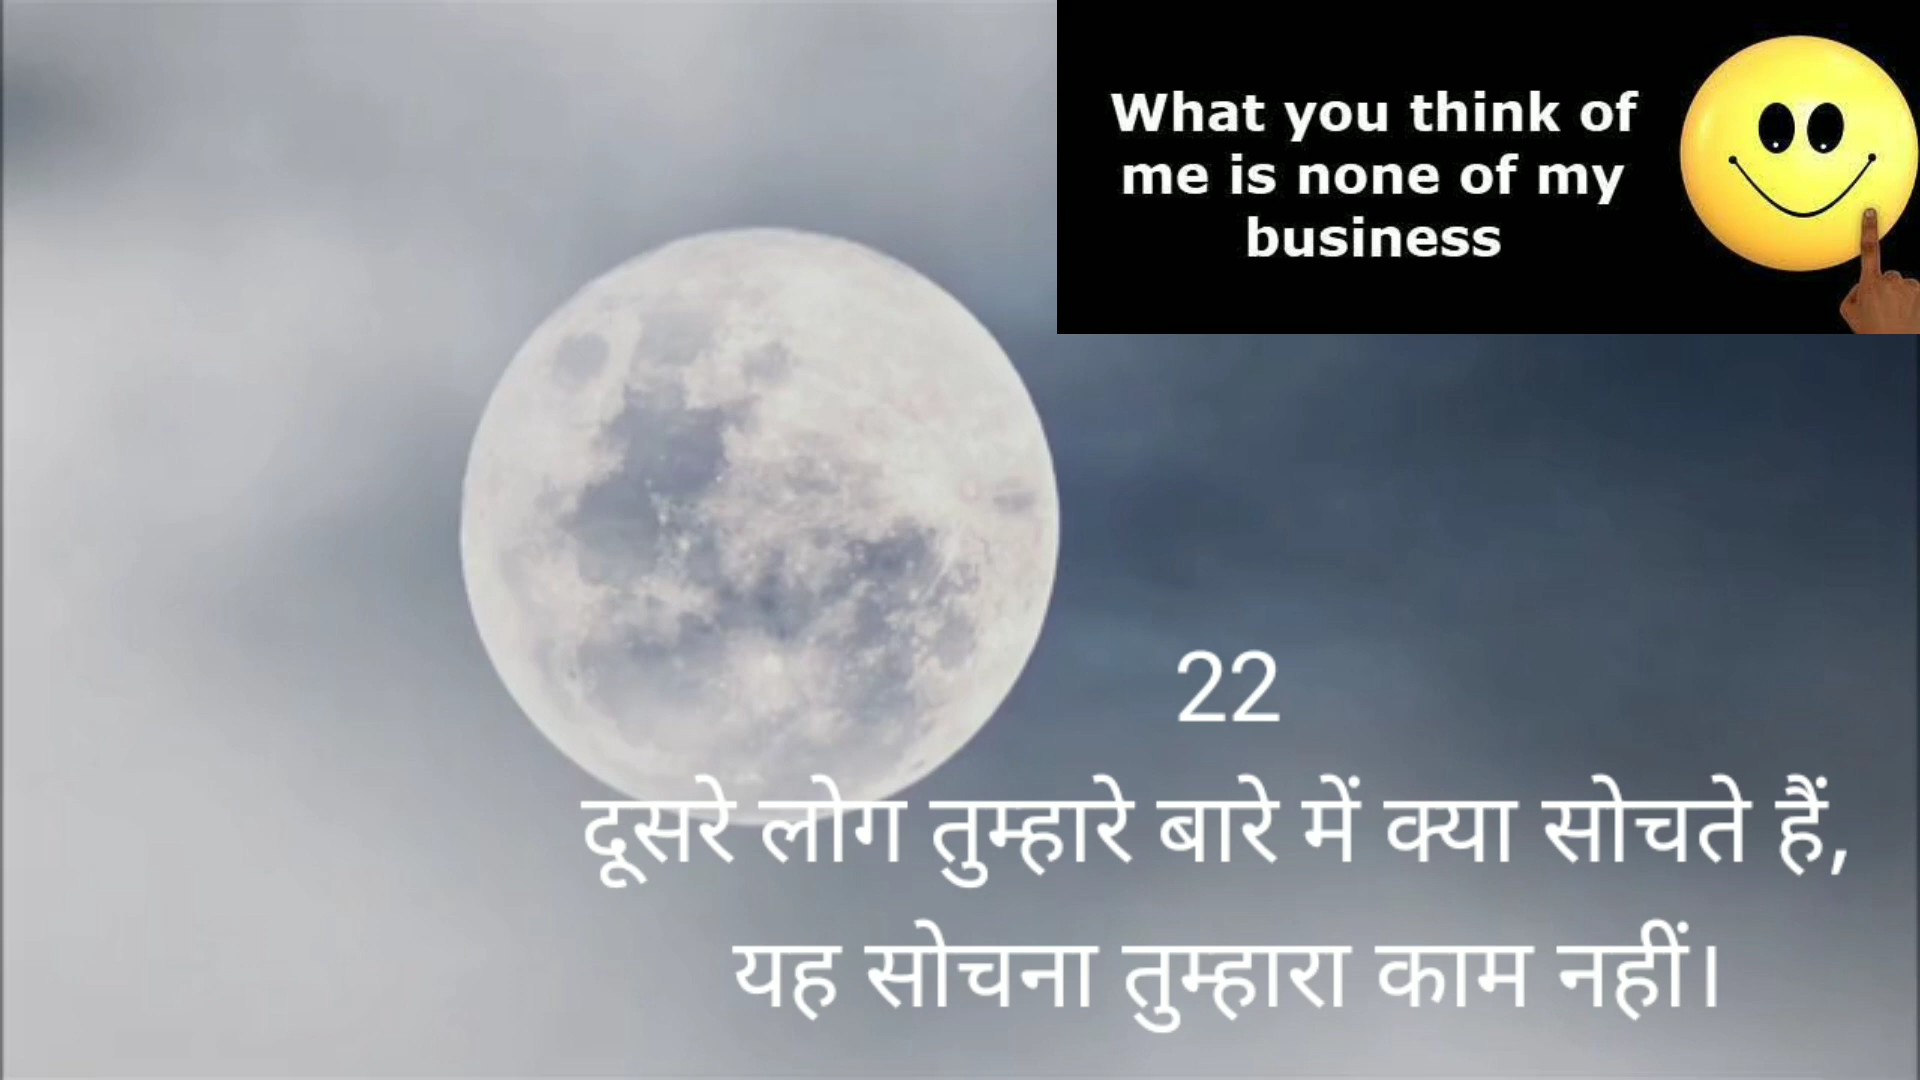 What you think of
me is none of my
business
22
दूसरे लोग तुम्हारे बारे में क्या सोचते हैं,
यह सोचना तुम्हारा काम नहीं।